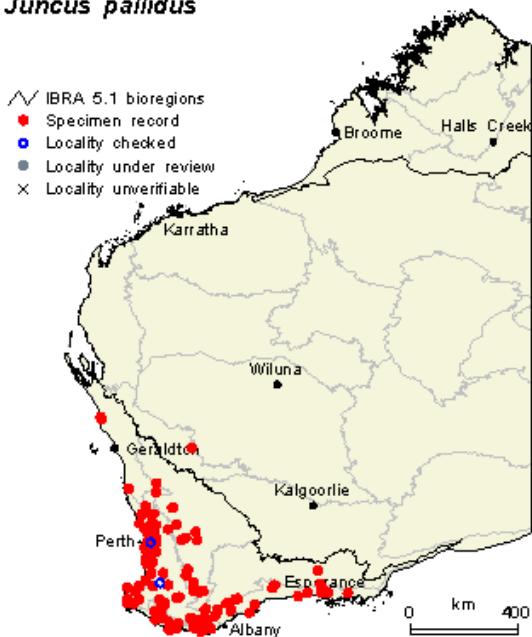 Juncus pallidus
IBRA 5.1 bioregions
Specimen record
Locality checked
Locality under review
Locality unverifiable
Broome
Halls Creek
Karratha
Wiluna
Geraldton
Kalgoorlie
Perth
Esperance
Albany
0 km 400